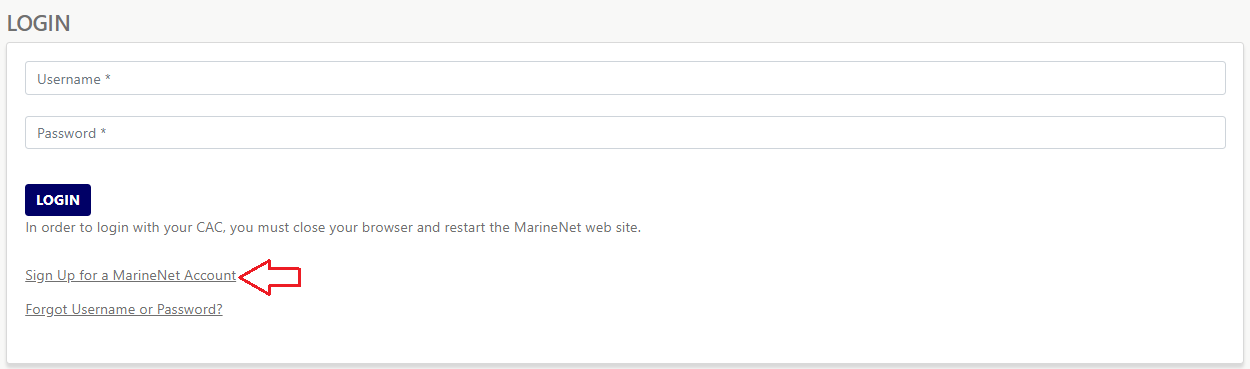 LOGIN
Username *
Password *
LOGIN
In order to login with your CAC, you must close your browser and restart the MarineNet web site.
Sign Up for a MarineNet Account
Forgot Username or Password?